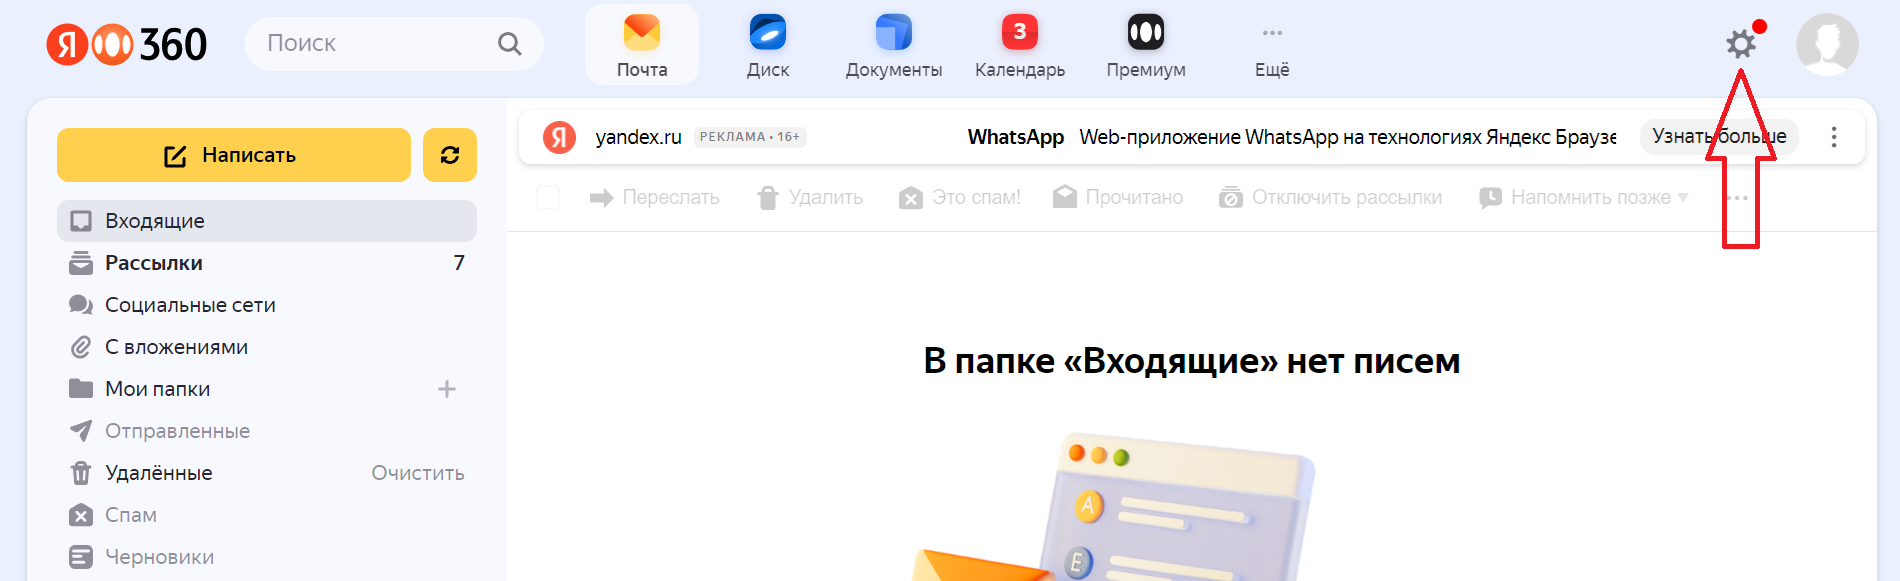 Я 360
Поиск
Почта
Диск
Документы
3
Календарь
Премиум
Ещё
Написать
Входящие
Рассылки 7
Социальные сети
С вложениями
Мои папки
Отправленные
Удалённые Очистить
Спам
Черновики
Я yandex.ru РЕКЛАМА • 16+ WhatsApp Web-приложение WhatsApp на технологиях Яндекс Браузе Узнать больше
Переслать Удалить Это спам! Прочитано Отключить рассылки Напомнить позже
В папке «Входящие» нет писем
A
E